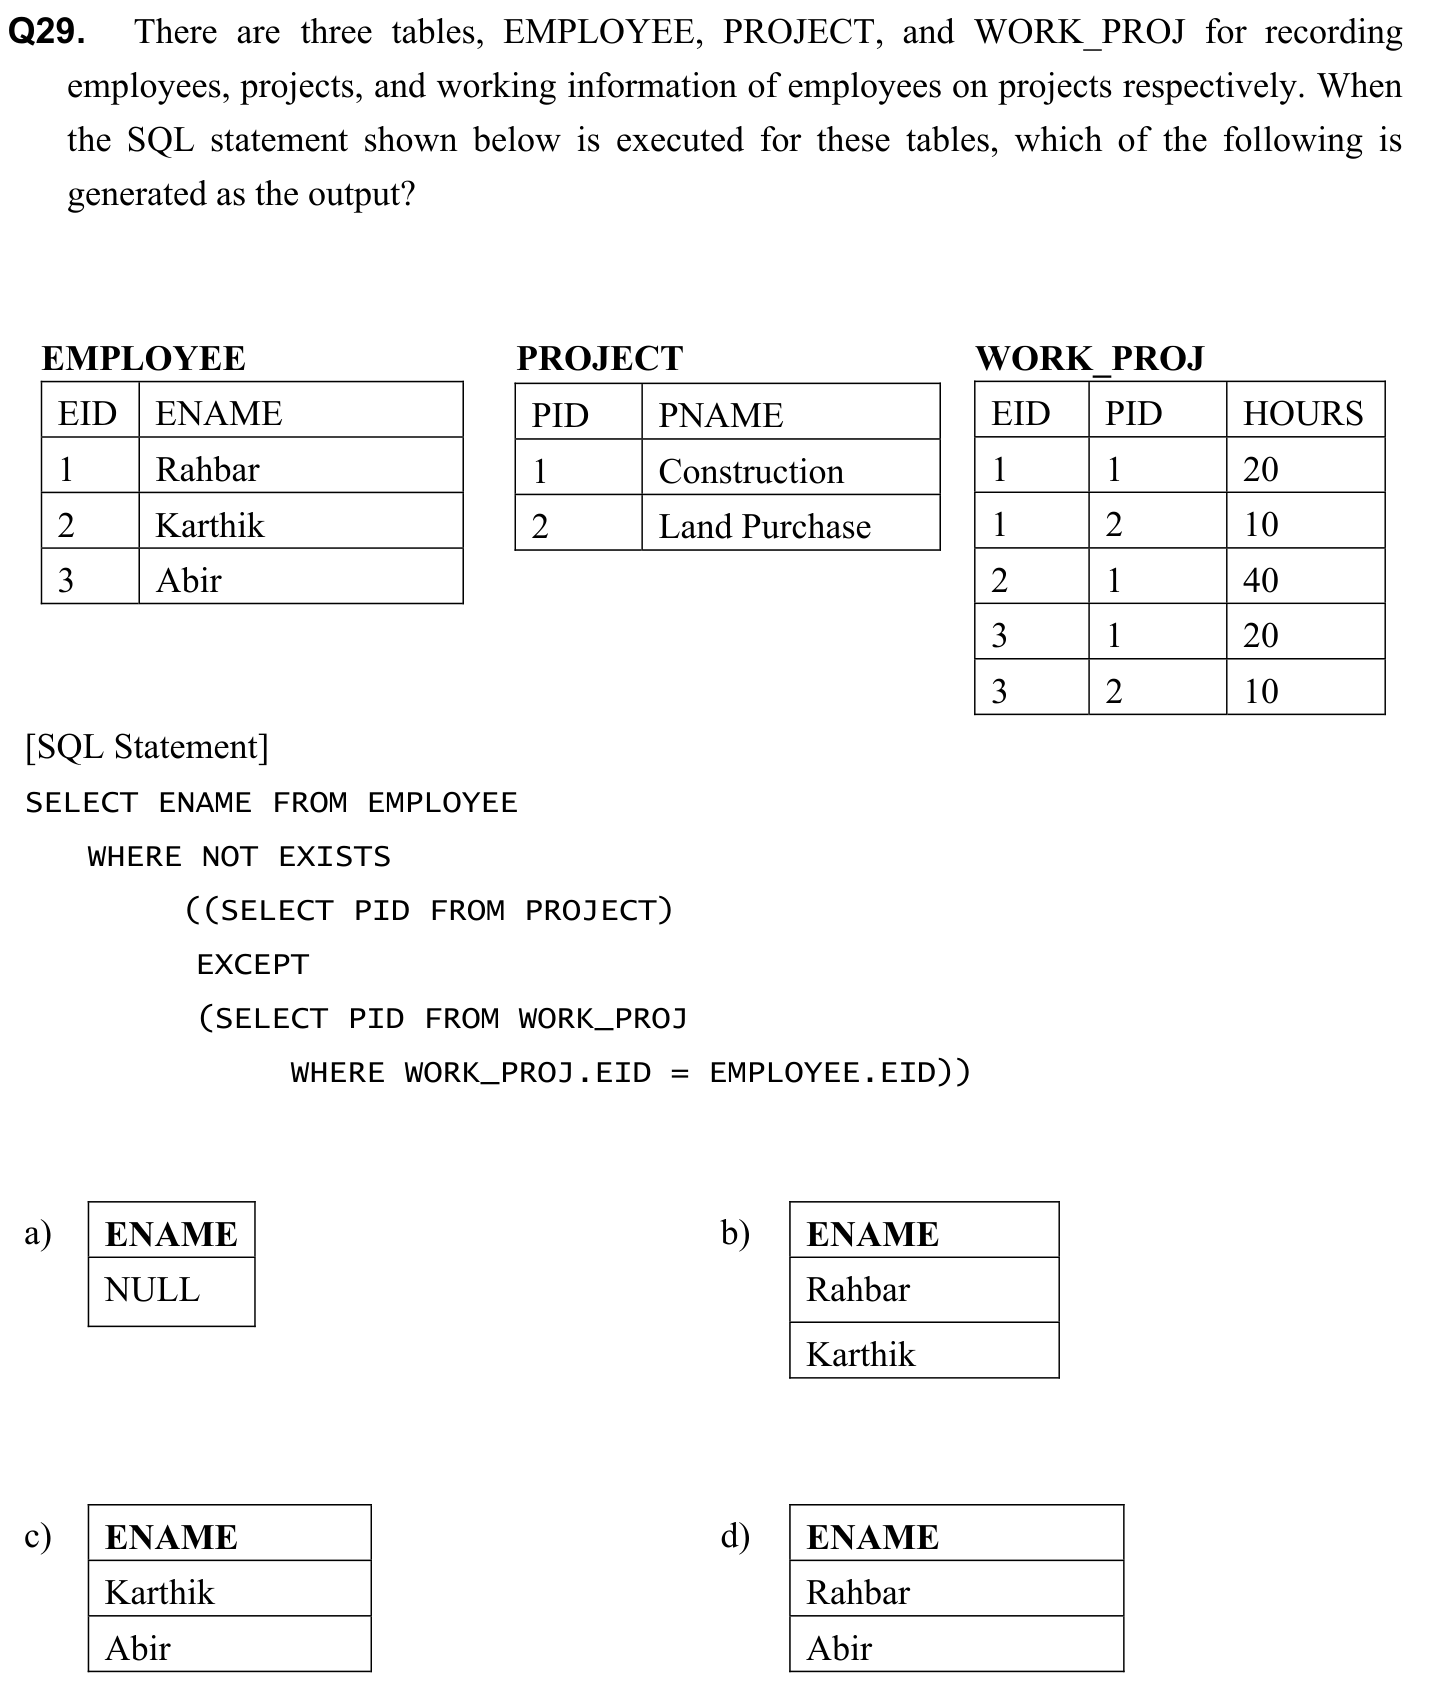 Q29. There are three tables, EMPLOYEE, PROJECT, and WORK_PROJ for recording
employees, projects, and working information of employees on projects respectively. When
the SQL statement shown below is executed for these tables, which of the following is
generated as the output?
EMPLOYEE
EID ENAME
1 Rahbar
2 Karthik
3 Abir
PROJECT
PID PNAME
1 Construction
2 Land Purchase
WORK_PROJ
EID PID HOURS
1 1 20
1 2 10
2 1 40
3 1 20
3 2 10
[SQL Statement]
SELECT ENAME FROM EMPLOYEE
WHERE NOT EXISTS
((SELECT PID FROM PROJECT)
EXCEPT
(SELECT PID FROM WORK_PROJ
WHERE WORK_PROJ.EID = EMPLOYEE.EID))
a) ENAME
NULL
b) ENAME
Rahbar
Karthik
c) ENAME
Karthik
Abir
d) ENAME
Rahbar
Abir